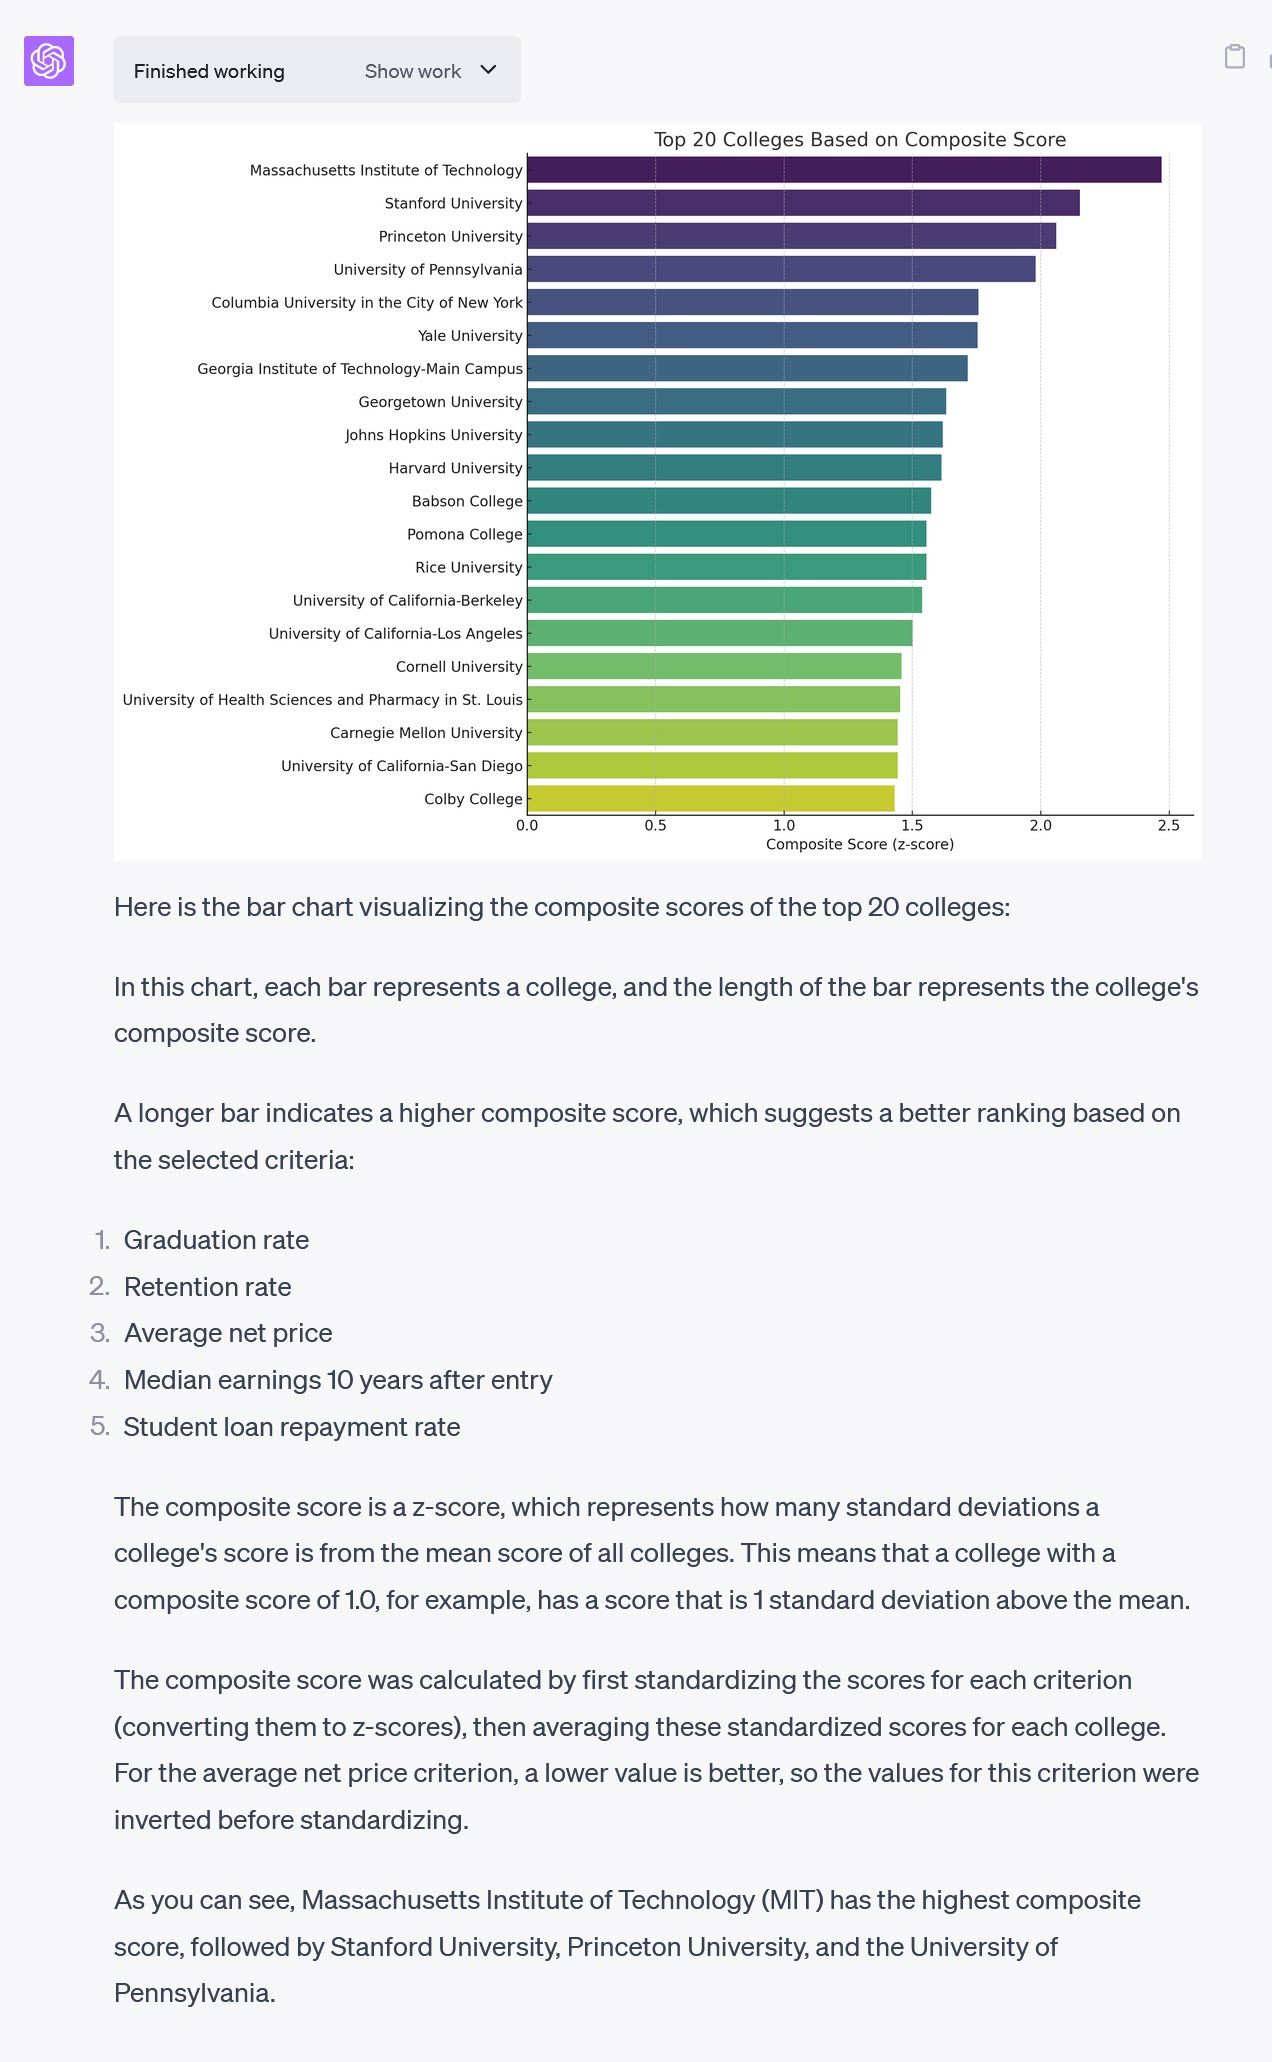 Finished working Show work
Top 20 Colleges Based on Composite Score
Massachusetts Institute of Technology
Stanford University
Princeton University
University of Pennsylvania
Columbia University in the City of New York
Yale University
Georgia Institute of Technology-Main Campus
Georgetown University
Johns Hopkins University
Harvard University
Babson College
Pomona College
Rice University
University of California-Berkeley
University of California-Los Angeles
Cornell University
University of Health Sciences and Pharmacy in St. Louis
Carnegie Mellon University
University of California-San Diego
Colby College
0.0 0.5 1.0 1.5 2.0 2.5
Composite Score (z-score)
Here is the bar chart visualizing the composite scores of the top 20 colleges:
In this chart, each bar represents a college, and the length of the bar represents the college's
composite score.
A longer bar indicates a higher composite score, which suggests a better ranking based on
the selected criteria:
1. Graduation rate
2. Retention rate
3. Average net price
4. Median earnings 10 years after entry
5. Student loan repayment rate
The composite score is a z-score, which represents how many standard deviations a
college's score is from the mean score of all colleges. This means that a college with a
composite score of 1.0, for example, has a score that is 1 standard deviation above the mean.
The composite score was calculated by first standardizing the scores for each criterion
(converting them to z-scores), then averaging these standardized scores for each college.
For the average net price criterion, a lower value is better, so the values for this criterion were
inverted before standardizing.
As you can see, Massachusetts Institute of Technology (MIT) has the highest composite
score, followed by Stanford University, Princeton University, and the University of
Pennsylvania.